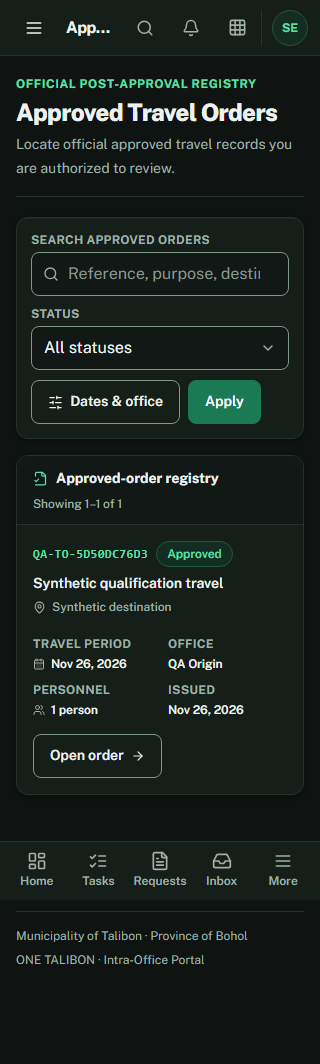 App...
SE
OFFICIAL POST-APPROVAL REGISTRY
Approved Travel Orders
Locate official approved travel records you
are authorized to review.
SEARCH APPROVED ORDERS
Reference, purpose, desti
STATUS
All statuses
Dates & office
Apply
Approved-order registry
Showing 1–1 of 1
QA-TO-5D50DC76D3
Approved
Synthetic qualification travel
Synthetic destination
TRAVEL PERIOD
OFFICE
Nov 26, 2026
QA Origin
PERSONNEL
ISSUED
1 person
Nov 26, 2026
Open order
Home
Tasks
Requests
Inbox
More
Municipality of Talibon · Province of Bohol
ONE TALIBON · Intra-Office Portal